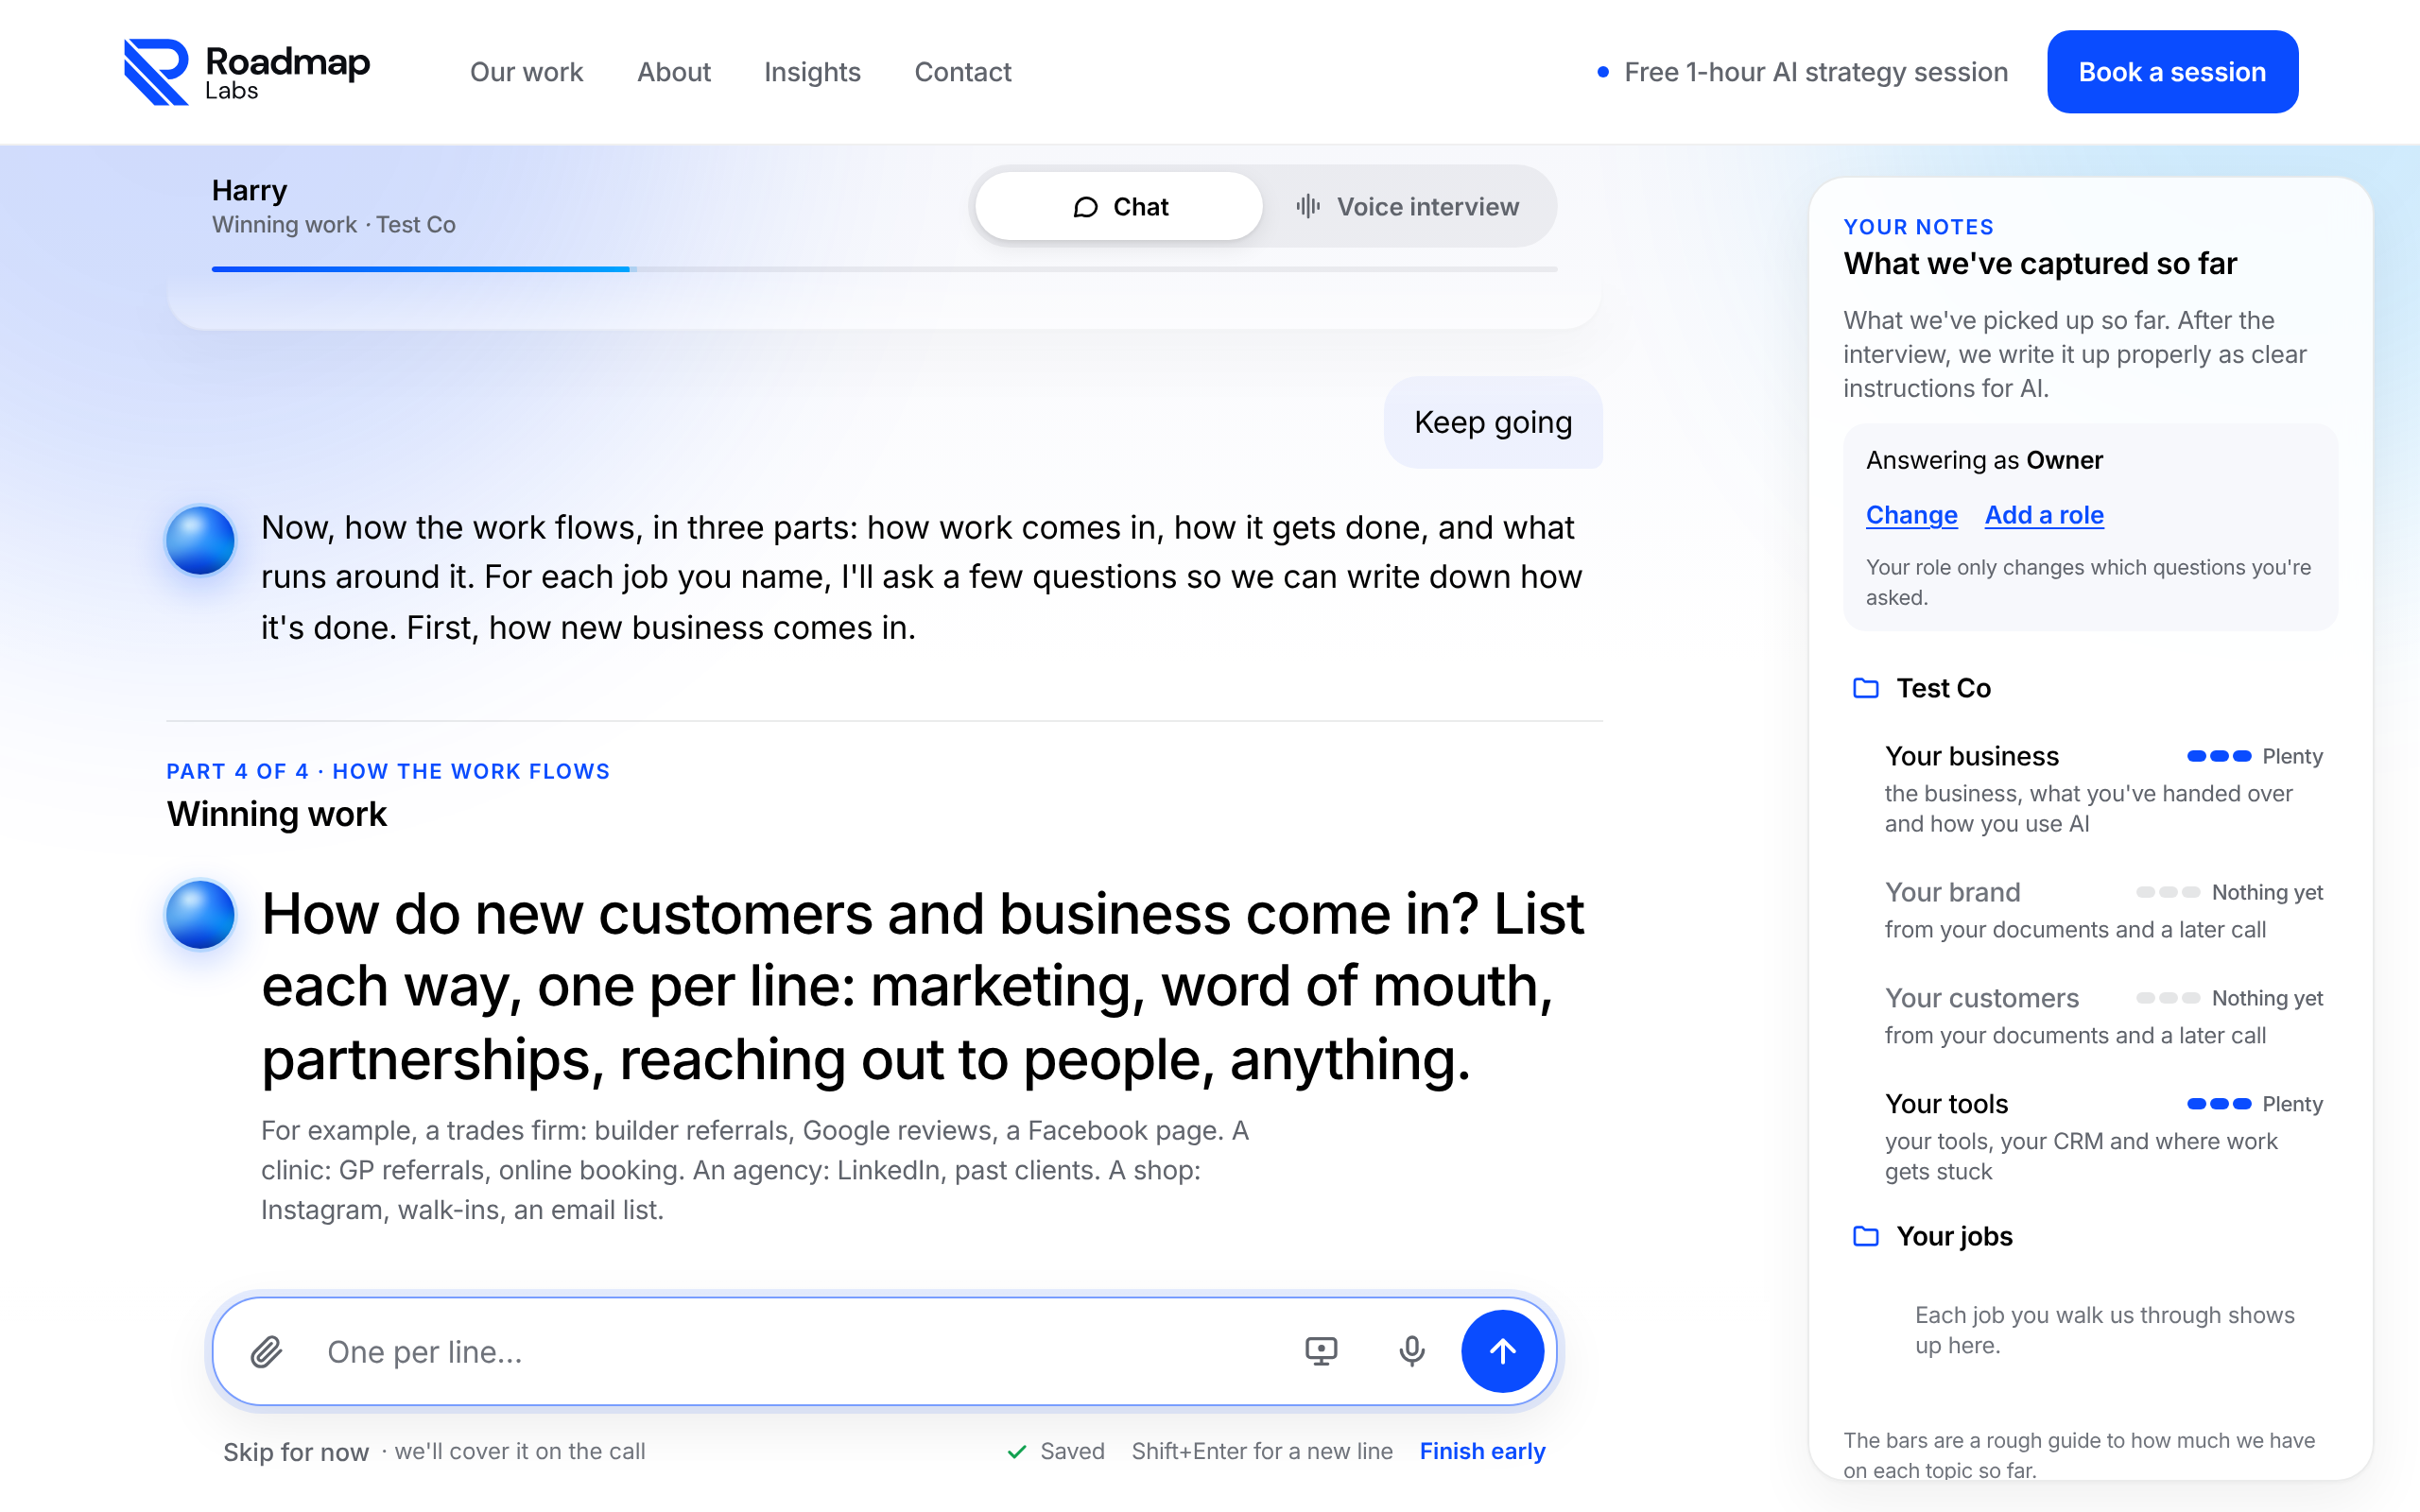 Roadmap
Labs
Our work
About
Insights
Contact
Free 1-hour AI strategy session
Book a session
Harry
Winning work · Test Co
Chat
Voice interview
Keep going
Now, how the work flows, in three parts: how work comes in, how it gets done, and what
runs around it. For each job you name, I'll ask a few questions so we can write down how
it's done. First, how new business comes in.
PART 4 OF 4 · HOW THE WORK FLOWS
Winning work
How do new customers and business come in? List
each way, one per line: marketing, word of mouth,
partnerships, reaching out to people, anything.
For example, a trades firm: builder referrals, Google reviews, a Facebook page. A
clinic: GP referrals, online booking. An agency: LinkedIn, past clients. A shop:
Instagram, walk-ins, an email list.
One per line...
Skip for now · we'll cover it on the call
Saved
Shift+Enter for a new line
Finish early
YOUR NOTES
What we've captured so far
What we've picked up so far. After the
interview, we write it up properly as clear
instructions for AI.
Answering as Owner
Change
Add a role
Your role only changes which questions you're
asked.
Test Co
Your business
Plenty
the business, what you've handed over
and how you use AI
Your brand
Nothing yet
from your documents and a later call
Your customers
Nothing yet
from your documents and a later call
Your tools
Plenty
your tools, your CRM and where work
gets stuck
Your jobs
Each job you walk us through shows
up here.
The bars are a rough guide to how much we have
on each topic so far.